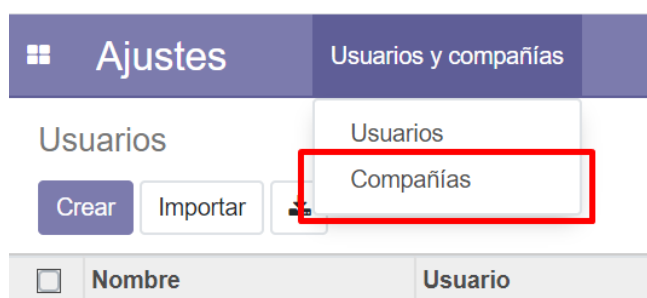 Ajustes Usuarios y compañías
Usuarios
Usuarios
Compañías
Crear Importar
Nombre Usuario